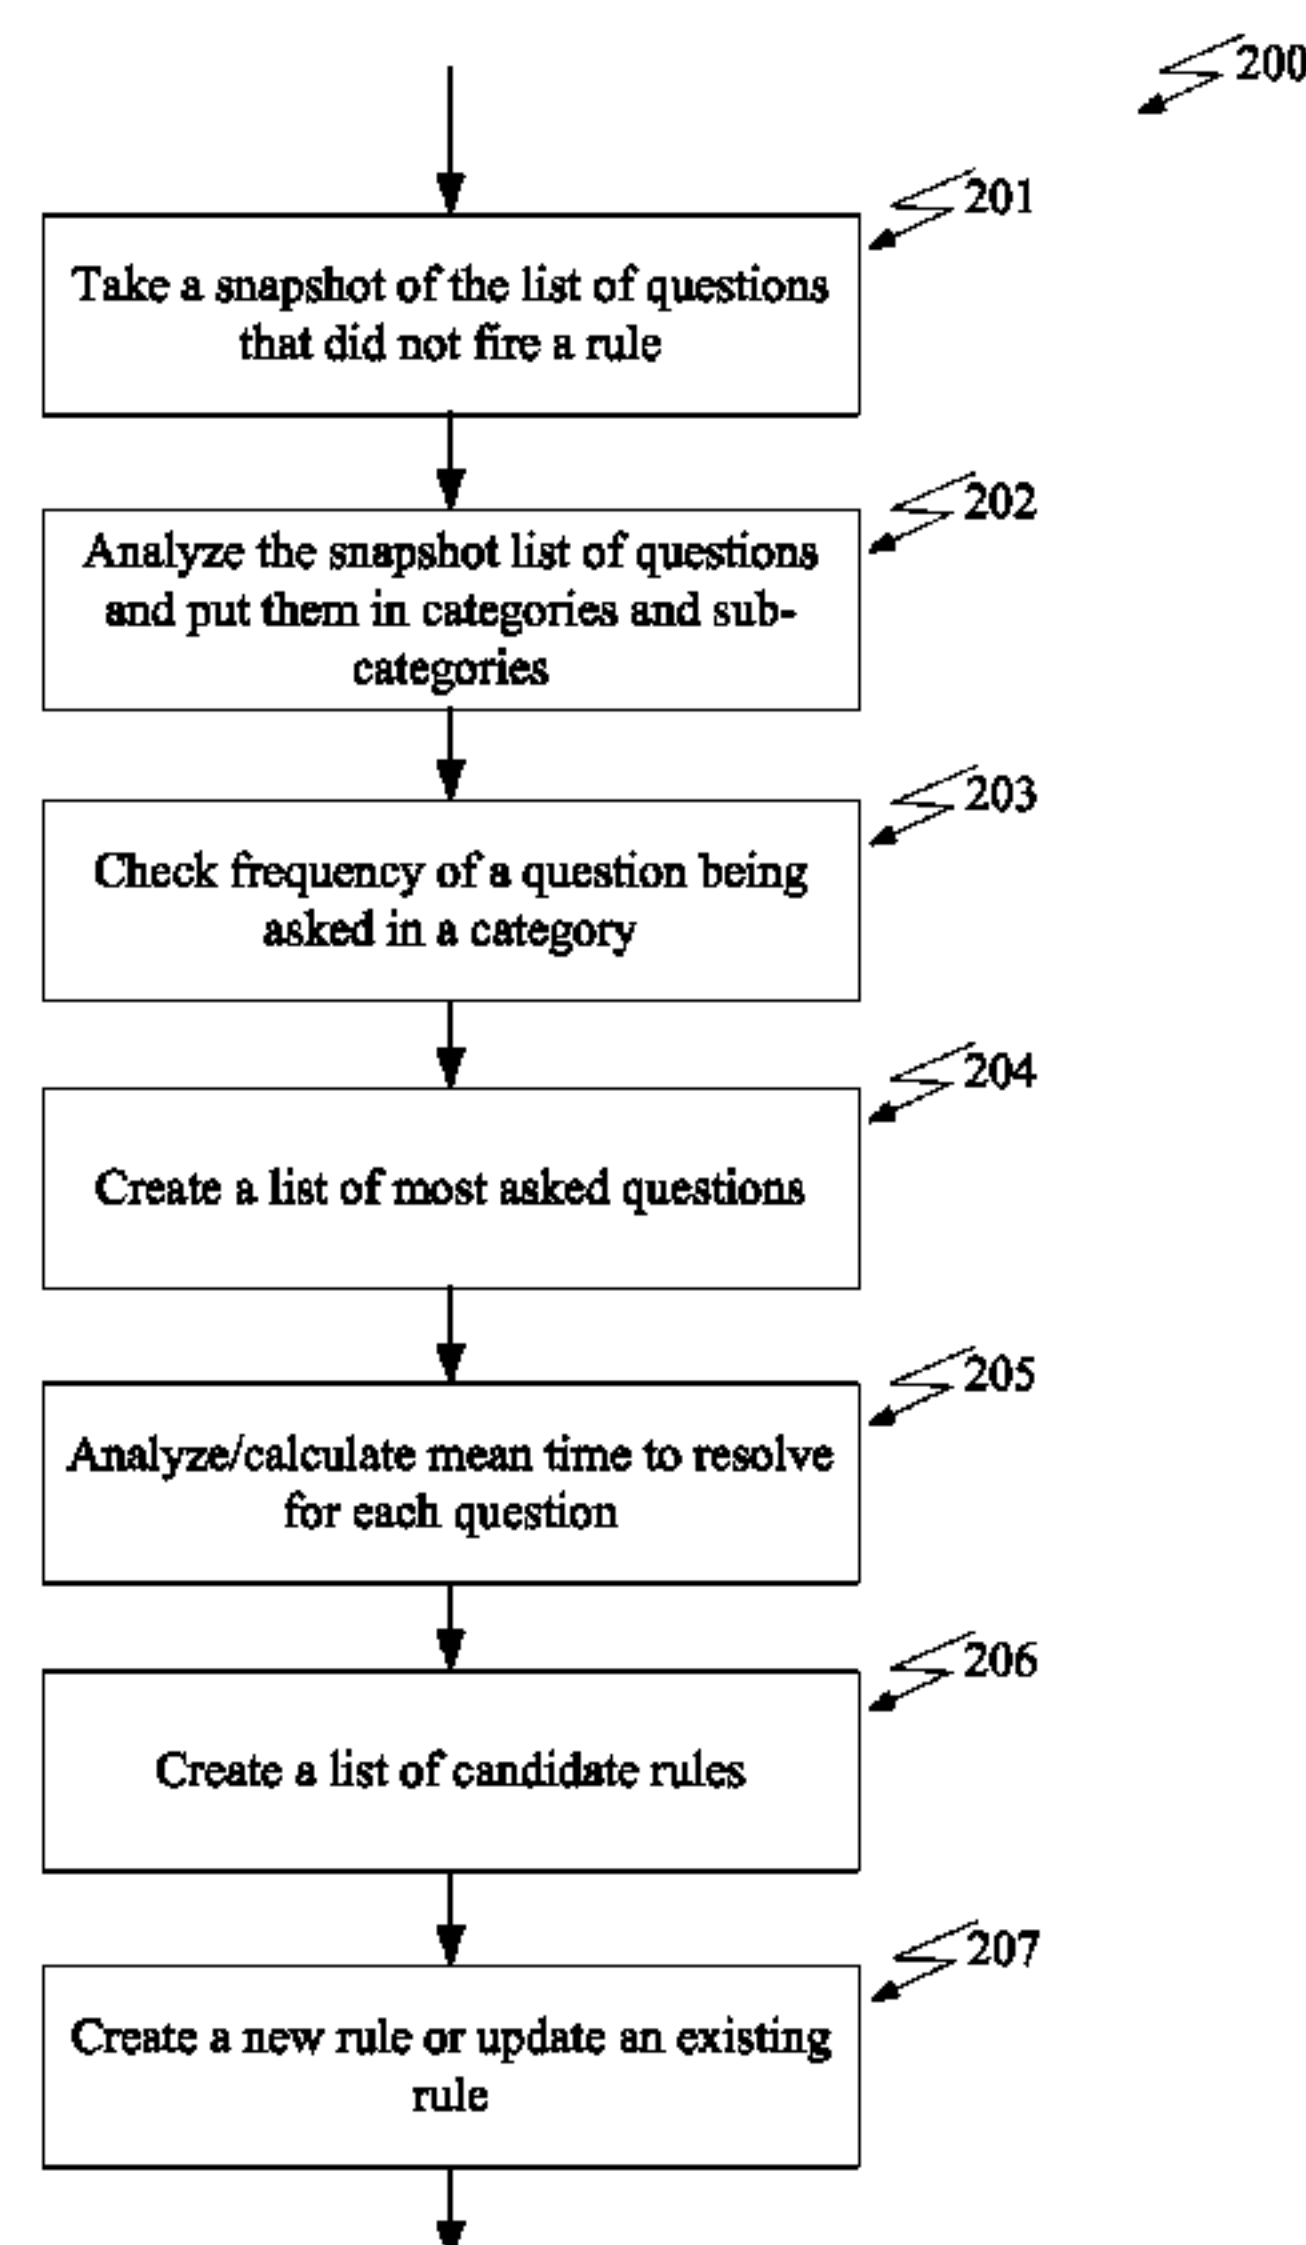 200
201
Take a snapshot of the list of questions
that did not fire a rule
202
Analyze the snapshot list of questions
and put them in categories and sub-
categories
203
Check frequency of a question being
asked in a category
204
Create a list of most asked questions
205
Analyze/calculate mean time to resolve
for each question
206
Create a list of candidate rules
207
Create a new rule or update an existing
rule